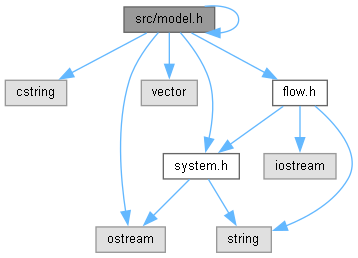 src/model.h
cstring
vector
flow.h
system.h
iostream
ostream
string